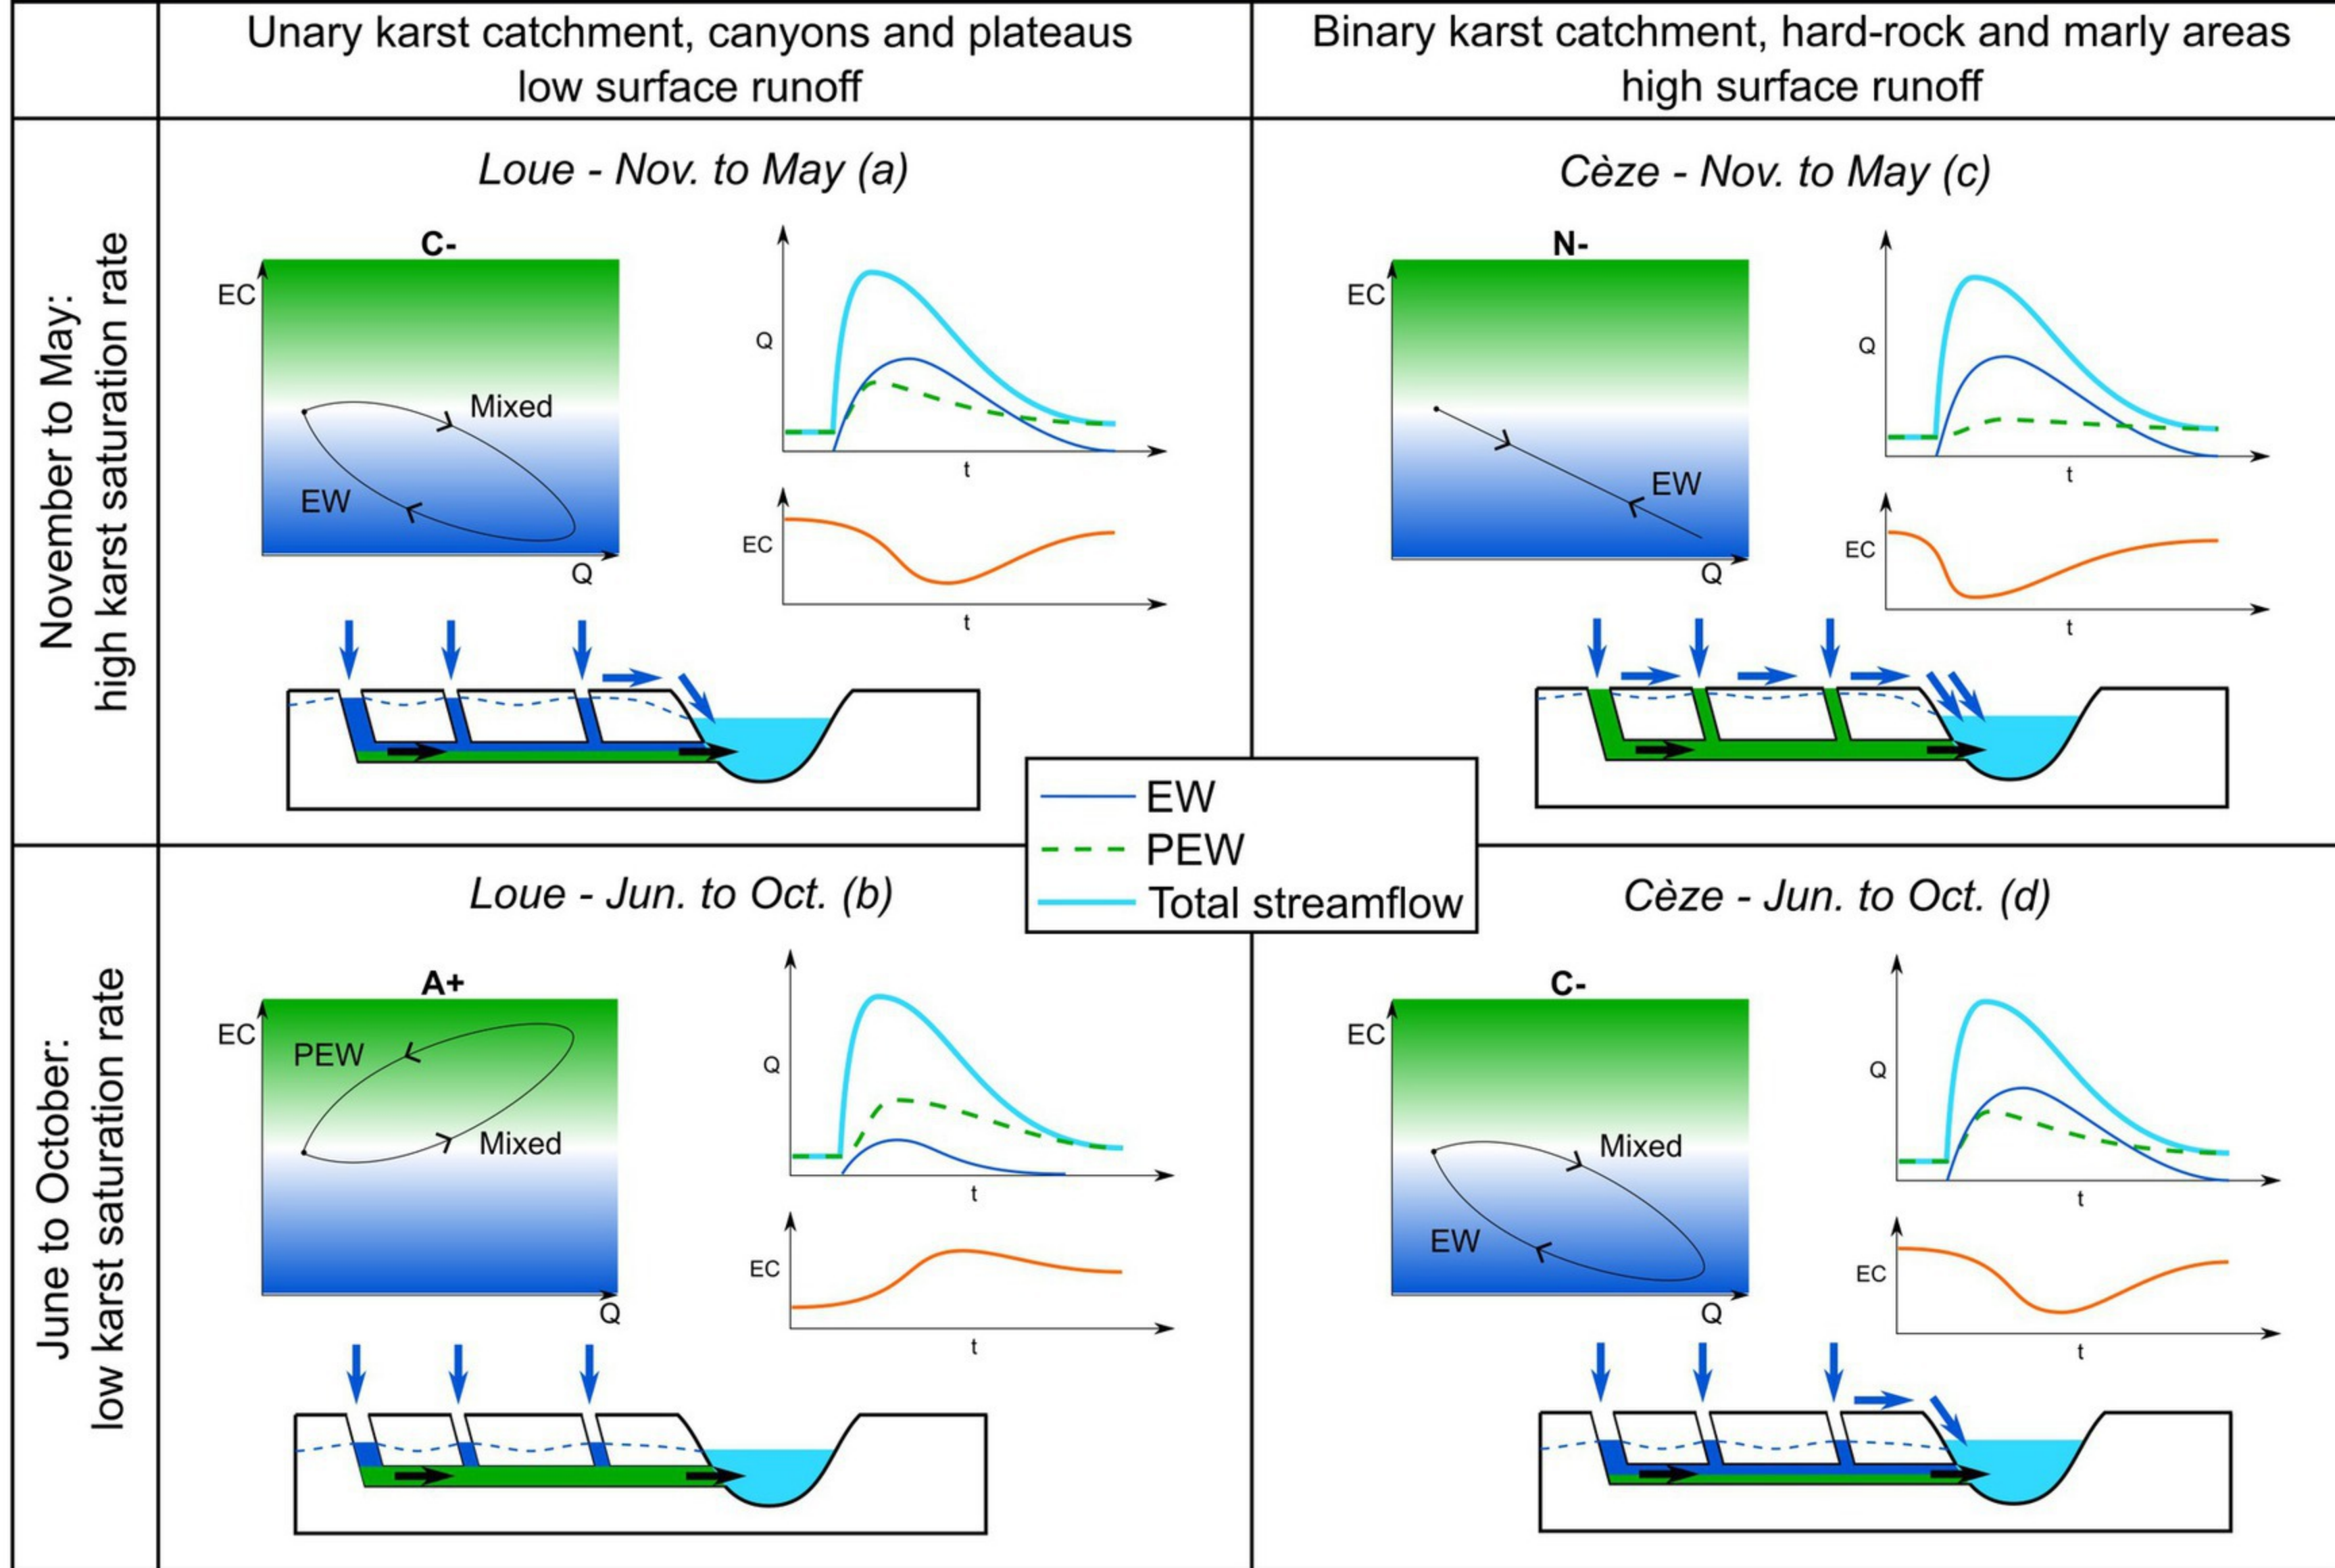 Unary karst catchment, canyons and plateaus
low surface runoff
Binary karst catchment, hard-rock and marly areas
high surface runoff
November to May:
high karst saturation rate
Loue - Nov. to May (a)
C-
EC
Mixed
EW
Q
Q
t
EC
t
Cèze - Nov. to May (c)
N-
EC
EW
Q
Q
t
EC
t
EW
PEW
Total streamflow
June to October:
low karst saturation rate
Loue - Jun. to Oct. (b)
A+
EC
PEW
Mixed
Q
Q
t
EC
t
Cèze - Jun. to Oct. (d)
C-
EC
Mixed
EW
Q
Q
t
EC
t